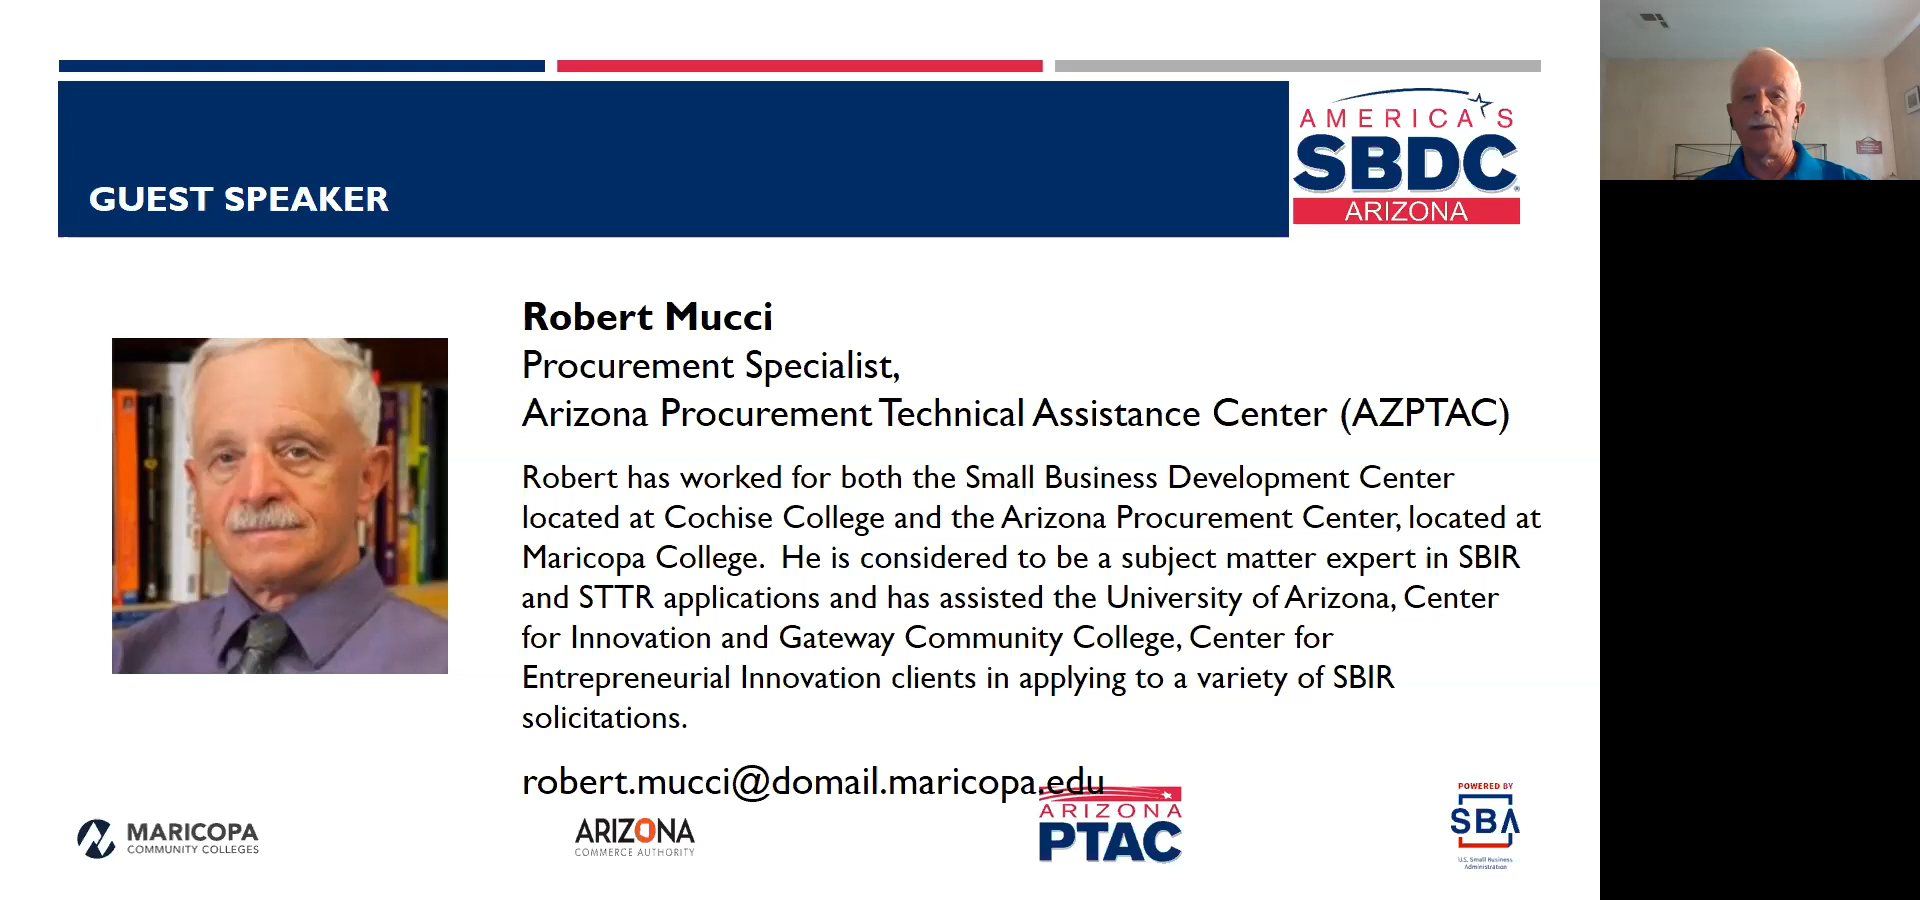 GUEST SPEAKER
AMERICA'S
SBDC
ARIZONA
Robert Mucci
Procurement Specialist,
Arizona Procurement Technical Assistance Center (AZPTAC)
Robert has worked for both the Small Business Development Center
located at Cochise College and the Arizona Procurement Center, located at
Maricopa College. He is considered to be a subject matter expert in SBIR
and STTR applications and has assisted the University of Arizona, Center
for Innovation and Gateway Community College, Center for
Entrepreneurial Innovation clients in applying to a variety of SBIR
solicitations.
robert.mucci@domail.maricopa.edu
MARICOPA
COMMUNITY COLLEGES
ARIZONA
COMMERCE AUTHORITY
ARIZONA
PTAC
POWERED BY
SBA
U.S. Small Business
Administration